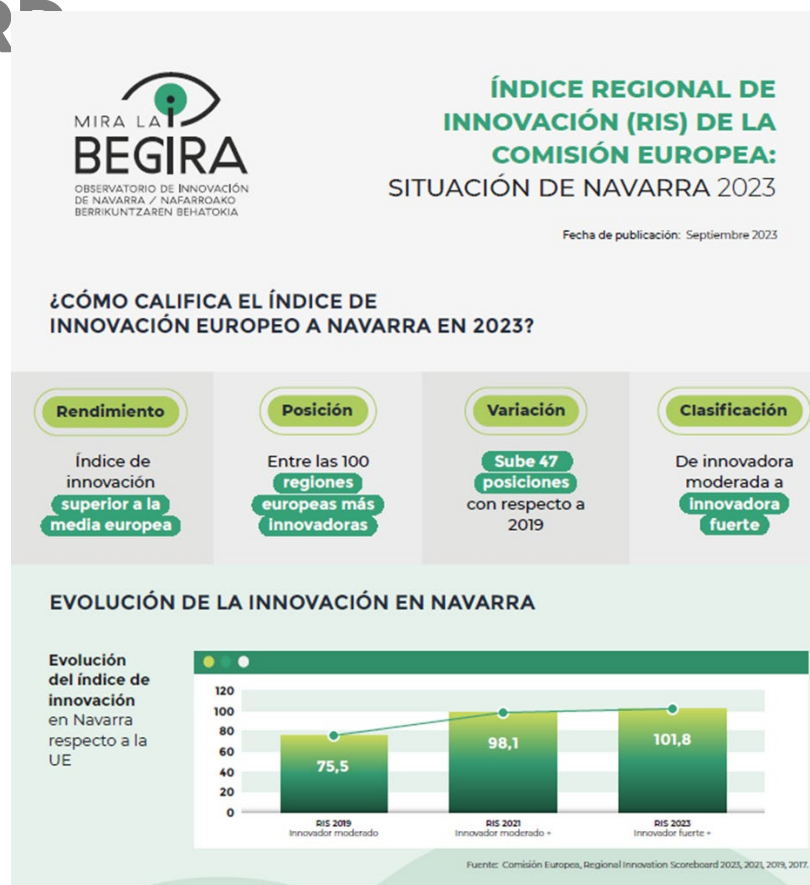 MIRA LA
BEGIRA
OBSERVATORIO DE INNOVACIÓN
DE NAVARRA / NAFARROAKO
BERRIKUNTZAREN BEHATOKIA
ÍNDICE REGIONAL DE
INNOVACIÓN (RIS) DE LA
COMISIÓN EUROPEA:
SITUACIÓN DE NAVARRA 2023
Fecha de publicación: Septiembre 2023
¿CÓMO CALIFICA EL ÍNDICE DE
INNOVACIÓN EUROPEO A NAVARRA EN 2023?
Rendimiento
Índice de
innovación
superior a la
media europea
Posición
Entre las 100
regiones
europeas más
innovadoras
Variación
Sube 47
posiciones
con respecto a
2019
Clasificación
De innovadora
moderada a
innovadora
fuerte
EVOLUCIÓN DE LA INNOVACIÓN EN NAVARRA
Evolución
del índice de
innovación
en Navarra
respecto a la
UE
120
100
80
60
40
20
0
75,5
98,1
101,8
RIS 2019
Innovador moderado
RIS 2021
Innovador moderado +
RIS 2023
Innovador fuerte +
Fuente: Comisión Europea, Regional Innovation Scoreboard 2023, 2021, 2019, 2017.